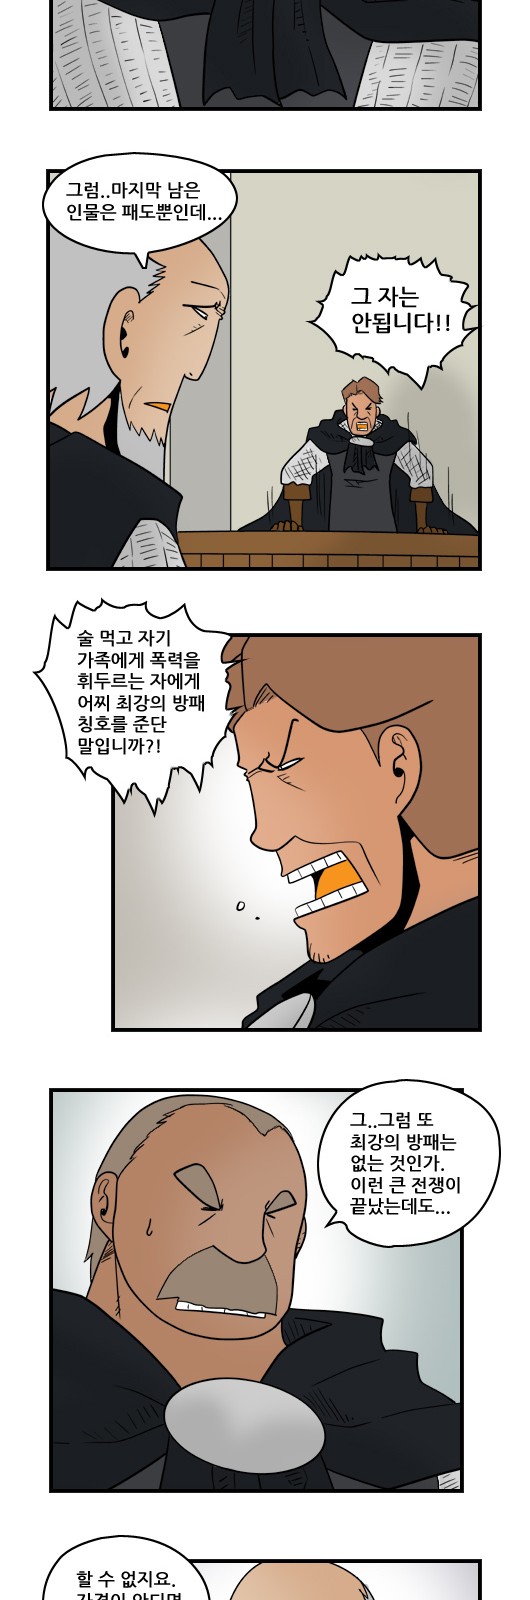 그럼..마지막 남은
인물은 패도뿐인데...
그 자는
안됩니다!!
술 먹고 자기
가족에게 폭력을
휘두르는 자에게
어찌 최강의 방패
칭호를 준단
말입니까?!
그..그럼 또
최강의 방패는
없는 것인가.
이런 큰 전쟁이
끝났는데도...
할 수 없지요.